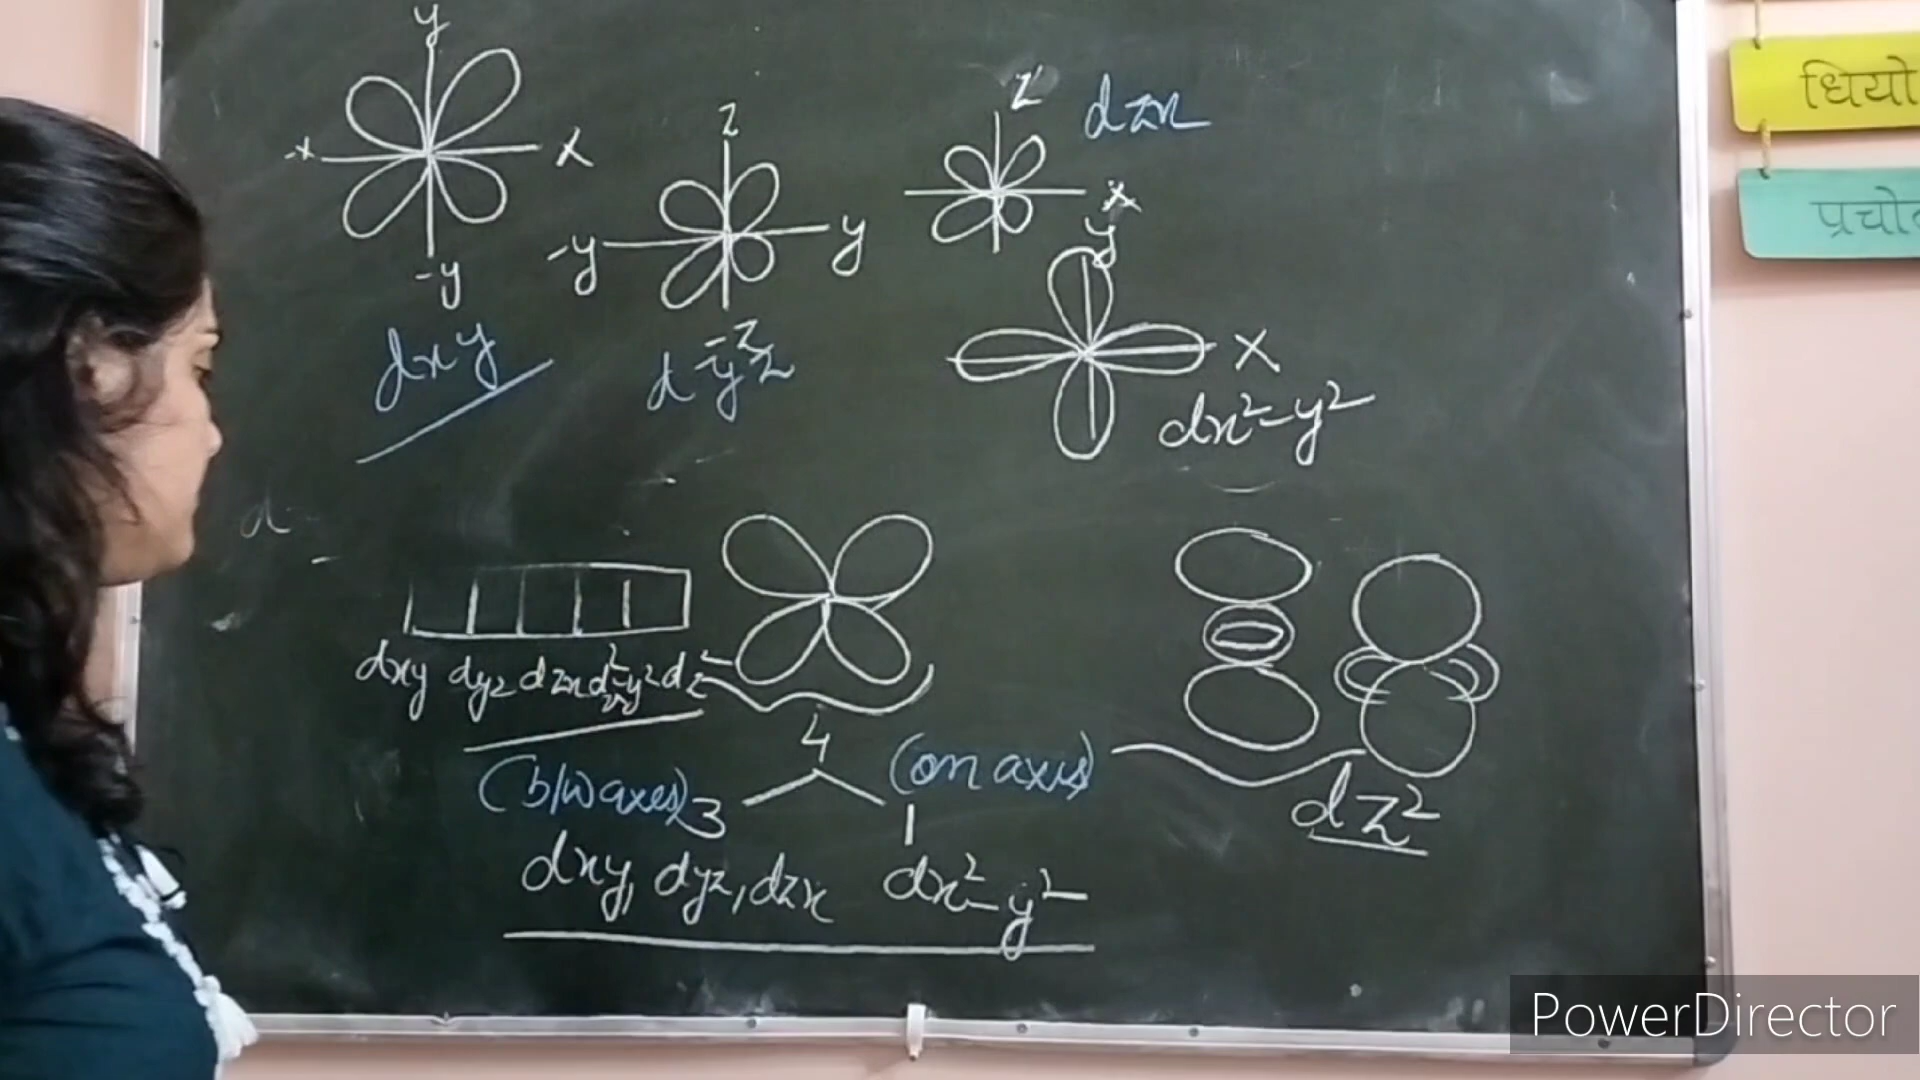 y
-x x
-y
dxy
z
-y y
-z
dyz
z
dzx
x
y
x
dx²-y²
d
dxy dyz dzx dx²-y² dz²
4
(b/w axes) 3 1 (on axis)
dxy, dyz, dzx dx²-y²
dz²
धियो
PowerDirector